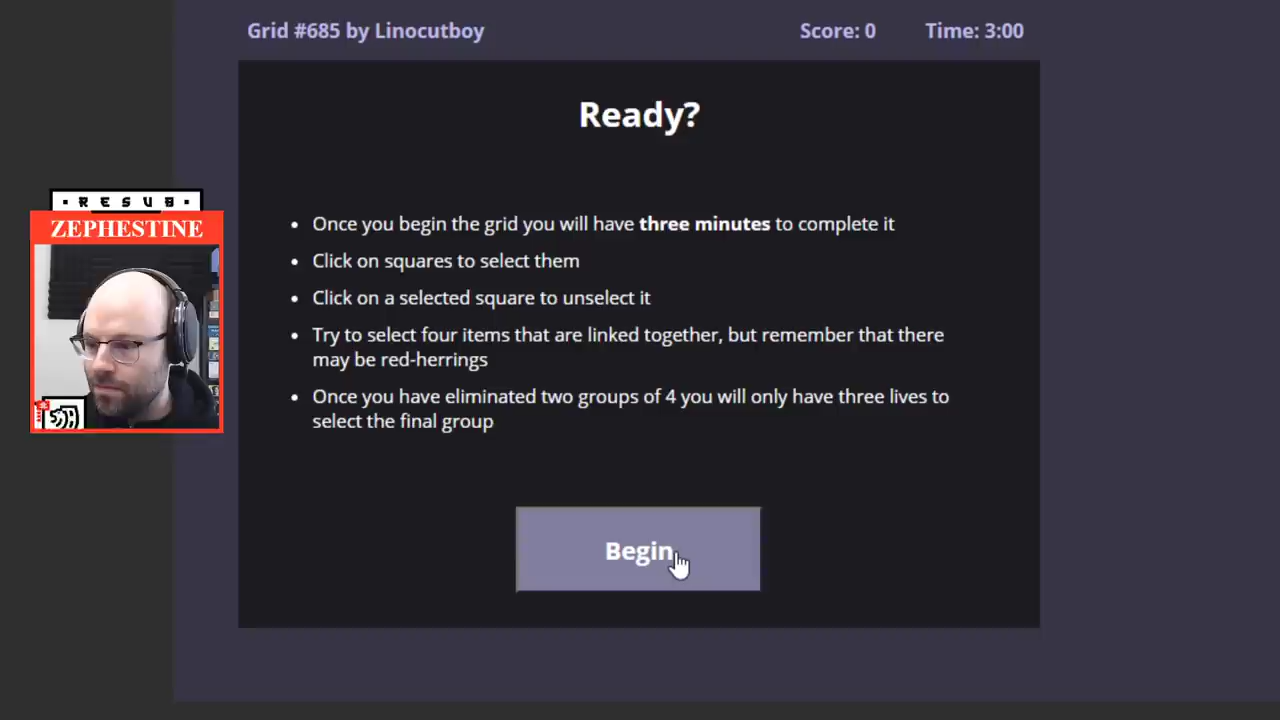 Grid #685 by Linocutboy
Score: 0
Time: 3:00
Ready?
· RESUB ·
ZEPHESTINE
• Once you begin the grid you will have three minutes to complete it
• Click on squares to select them
• Click on a selected square to unselect it
• Try to select four items that are linked together, but remember that there
may be red-herrings
• Once you have eliminated two groups of 4 you will only have three lives to
select the final group
Begin